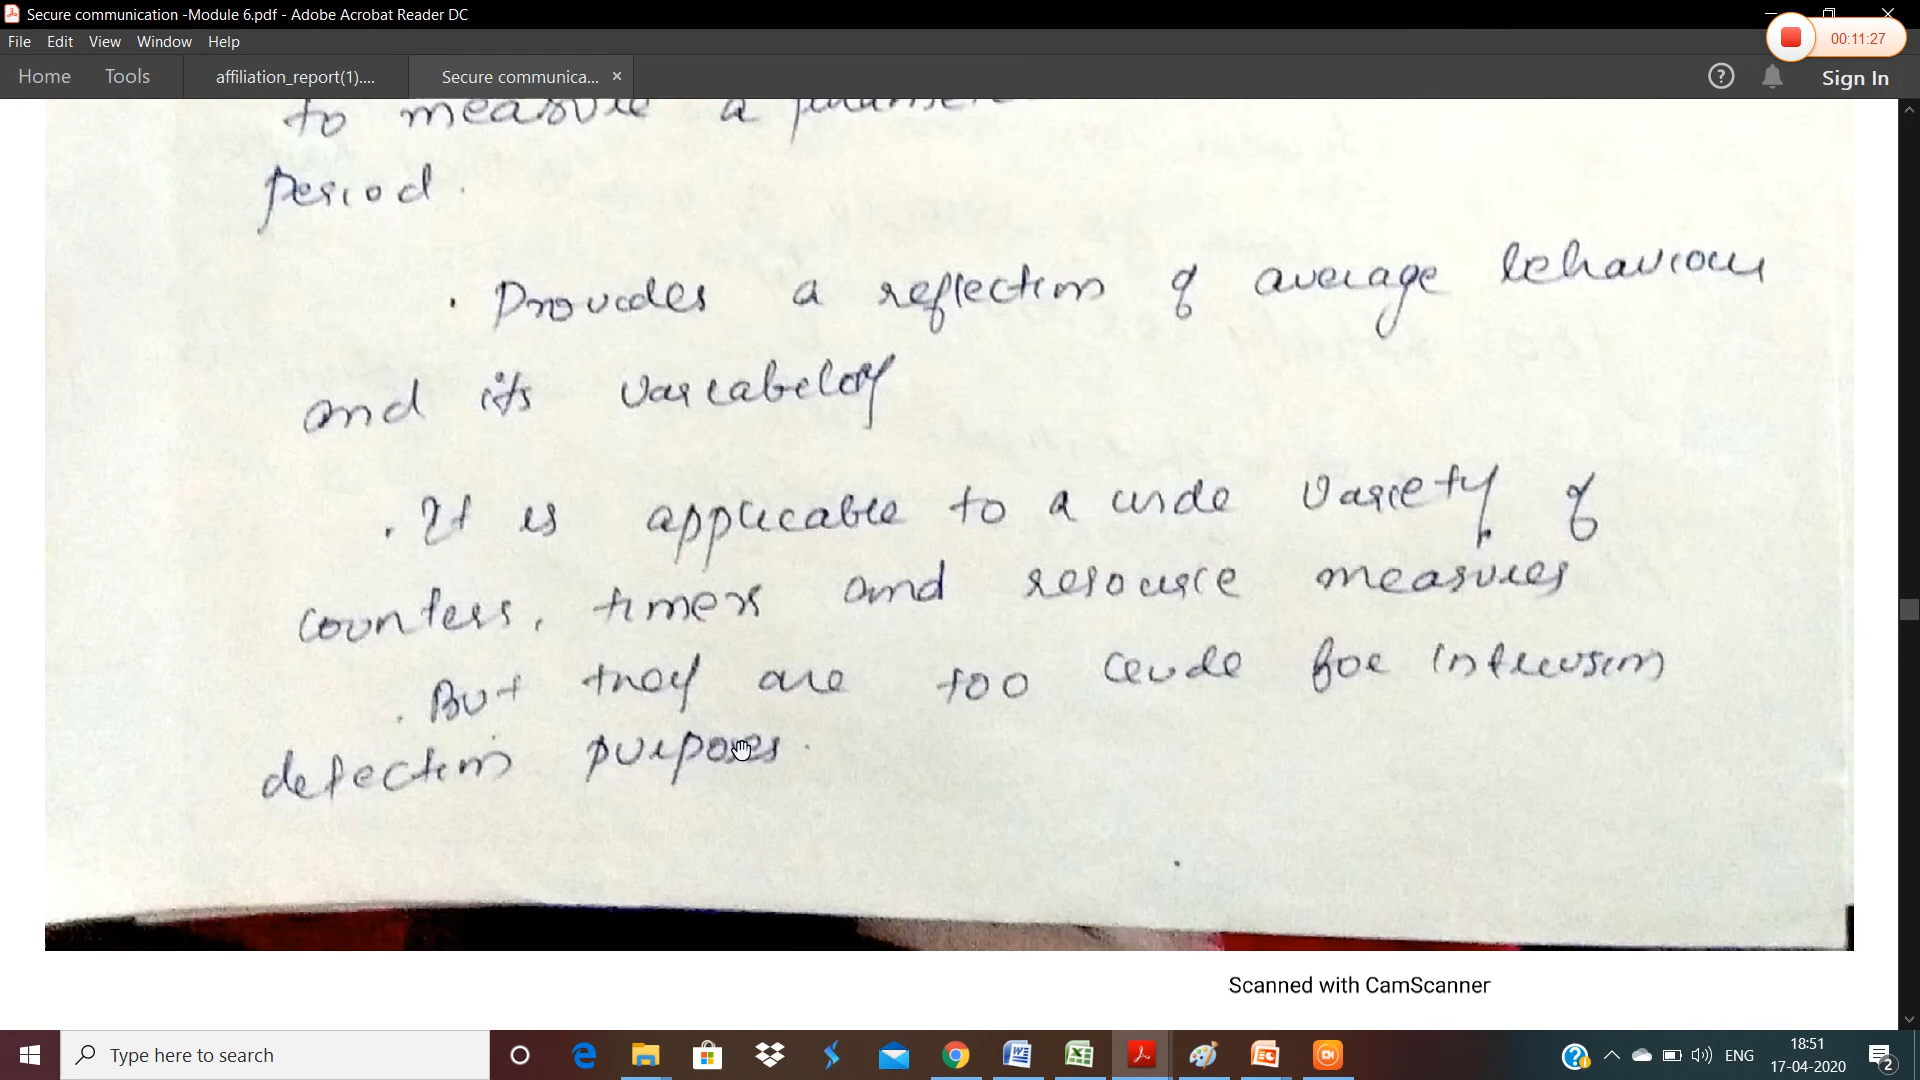 Secure communication -Module 6.pdf - Adobe Acrobat Reader DC
00:11:27
File Edit View Window Help
Home Tools affiliation_report(1).... Secure communica... × Sign In
to measure a
period.
. Provides a reflection of average behaviour
and its variability
. It is applicable to a wide variety of
counters, timers and resource measures
. But they are too crude for intrusion
detection purposes.
Scanned with CamScanner
Type here to search
ENG
18:51
17-04-2020
2